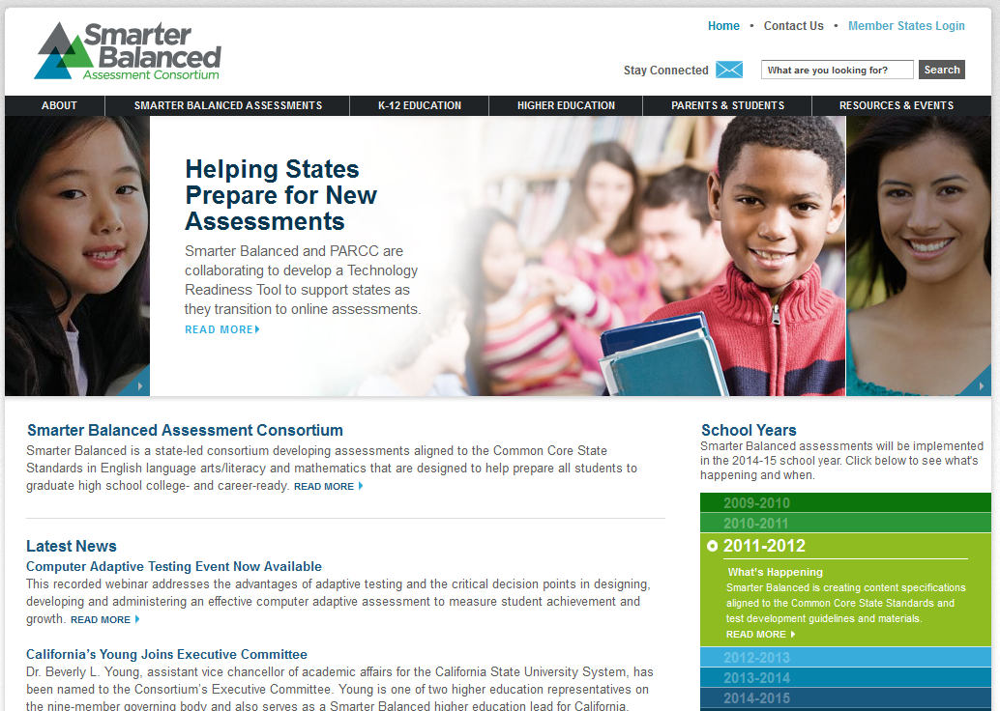 Smarter
Balanced
Assessment Consortium
Home • Contact Us • Member States Login
Stay Connected
What are you looking for?
Search
ABOUT
SMARTER BALANCED ASSESSMENTS
K-12 EDUCATION
HIGHER EDUCATION
PARENTS & STUDENTS
RESOURCES & EVENTS
Helping States
Prepare for New
Assessments
Smarter Balanced and PARCC are
collaborating to develop a Technology
Readiness Tool to support states as
they transition to online assessments.
READ MORE
Smarter Balanced Assessment Consortium
Smarter Balanced is a state-led consortium developing assessments aligned to the Common Core State
Standards in English language arts/literacy and mathematics that are designed to help prepare all students to
graduate high school college- and career-ready. READ MORE
Latest News
Computer Adaptive Testing Event Now Available
This recorded webinar addresses the advantages of adaptive testing and the critical decision points in designing,
developing and administering an effective computer adaptive assessment to measure student achievement and
growth. READ MORE
California’s Young Joins Executive Committee
Dr. Beverly L. Young, assistant vice chancellor of academic affairs for the California State University System, has
been named to the Consortium’s Executive Committee. Young is one of two higher education representatives on
the nine-member governing body and also serves as a Smarter Balanced higher education lead for California.
School Years
Smarter Balanced assessments will be implemented
in the 2014-15 school year. Click below to see what's
happening and when.
2009-2010
2010-2011
2011-2012
What's Happening
Smarter Balanced is creating content specifications
aligned to the Common Core State Standards and
test development guidelines and materials.
READ MORE
2012-2013
2013-2014
2014-2015